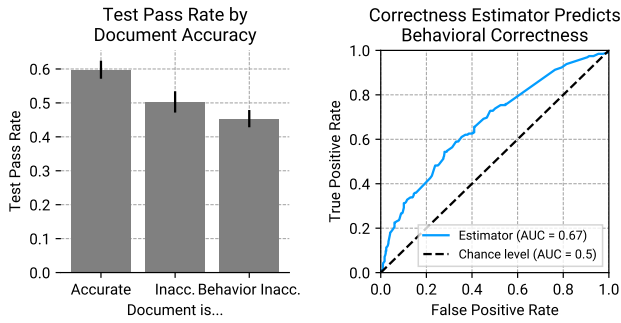 Test Pass Rate by
Document Accuracy
Test Pass Rate
0.6
0.5
0.4
0.3
0.2
0.1
0.0
Accurate Inacc. Behavior Inacc.
Document is...
Correctness Estimator Predicts
Behavioral Correctness
True Positive Rate
1.0
0.8
0.6
0.4
0.2
0.0
Estimator (AUC = 0.67)
Chance level (AUC = 0.5)
0.0 0.2 0.4 0.6 0.8 1.0
False Positive Rate